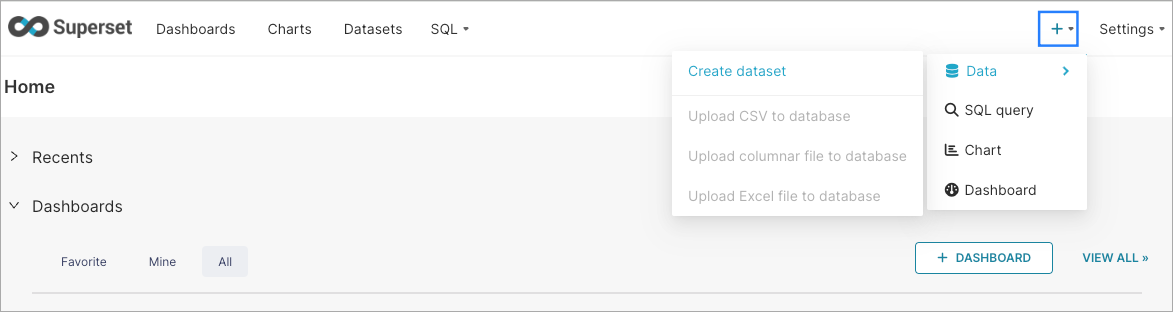 Superset Dashboards Charts Datasets SQL + Settings
Create dataset
Data
Home
Upload CSV to database
SQL query
Upload columnar file to database
Chart
Recents
Upload Excel file to database
Dashboard
Dashboards
Favorite Mine All + DASHBOARD VIEW ALL »